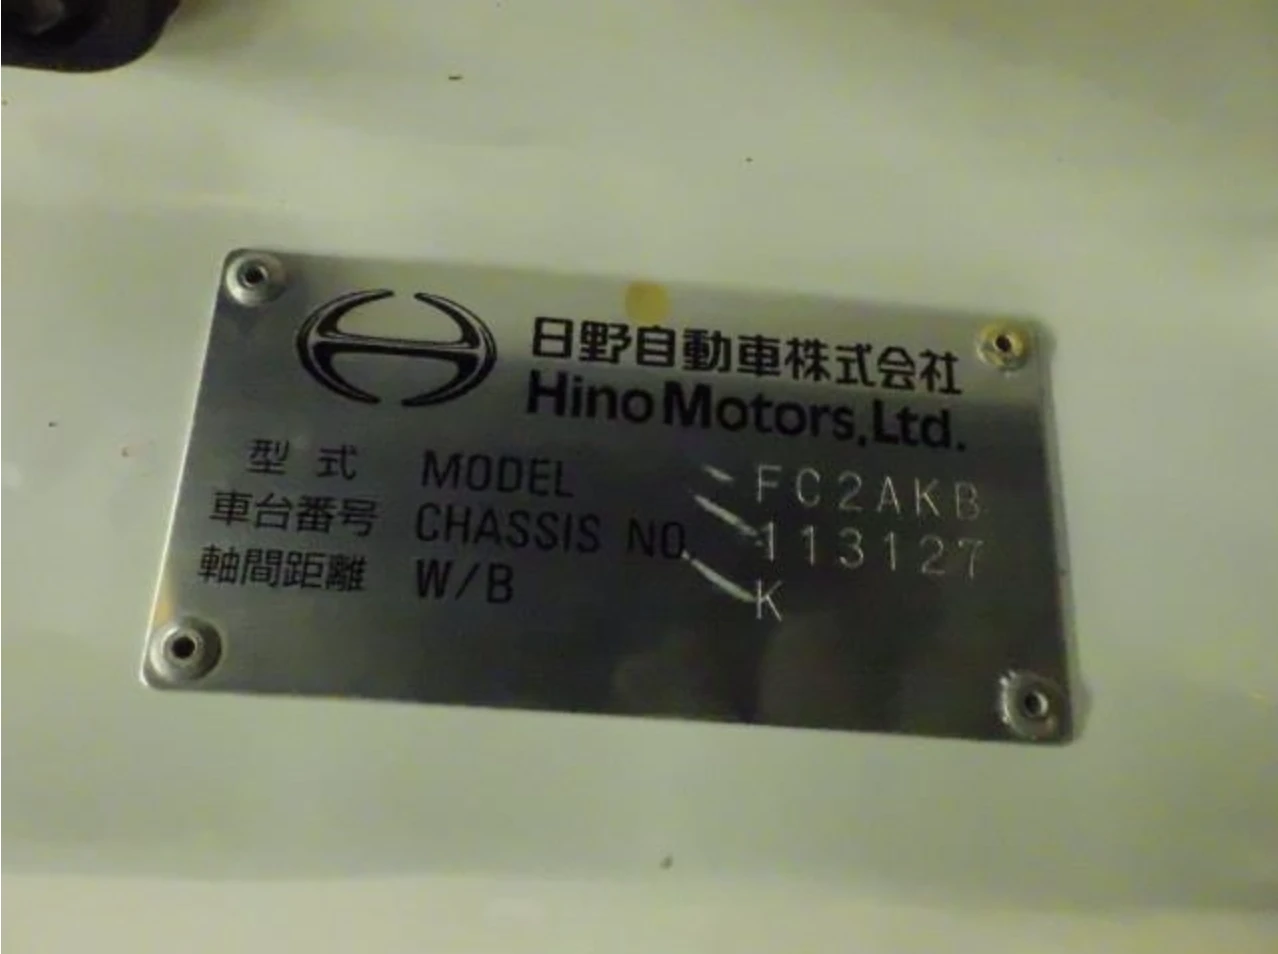 日野自動車株式会社
Hino Motors, Ltd.
型式 MODEL FC2AKB
車台番号 CHASSIS NO. 113127
軸間距離 W/B K